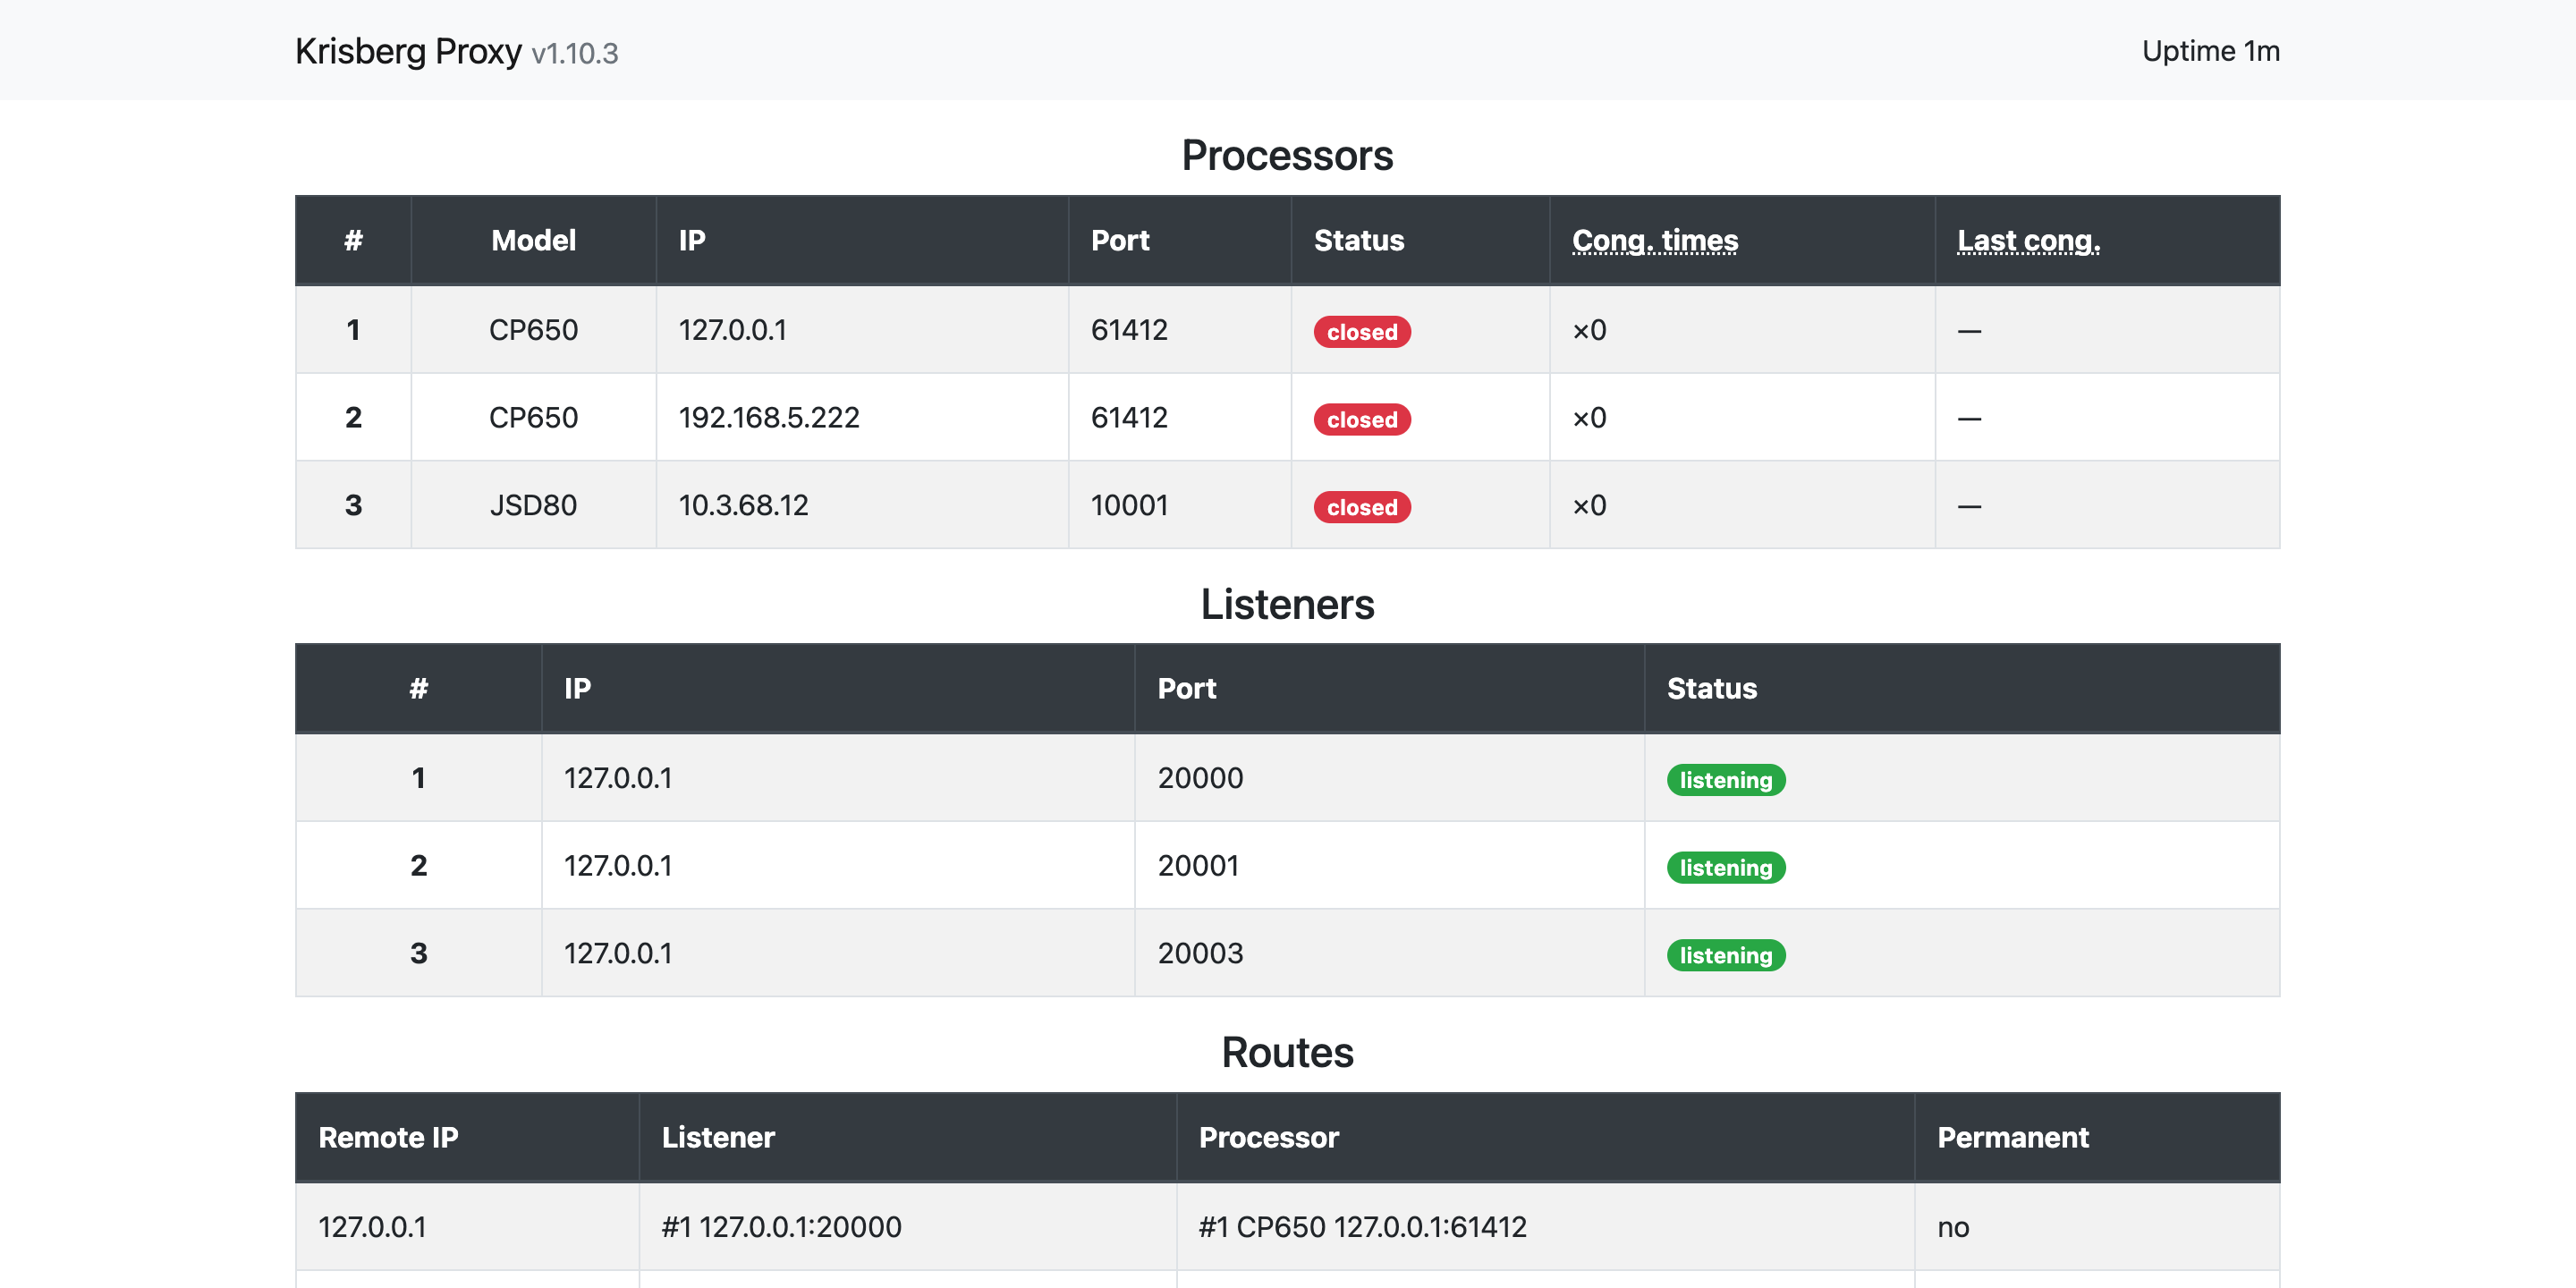 Krisberg Proxy v1.10.3 Uptime 1m
Processors
# Model IP Port Status Cong. times Last cong.
1 CP650 127.0.0.1 61412 closed ×0 —
2 CP650 192.168.5.222 61412 closed ×0 —
3 JSD80 10.3.68.12 10001 closed ×0 —
Listeners
# IP Port Status
1 127.0.0.1 20000 listening
2 127.0.0.1 20001 listening
3 127.0.0.1 20003 listening
Routes
Remote IP Listener Processor Permanent
127.0.0.1 #1 127.0.0.1:20000 #1 CP650 127.0.0.1:61412 no